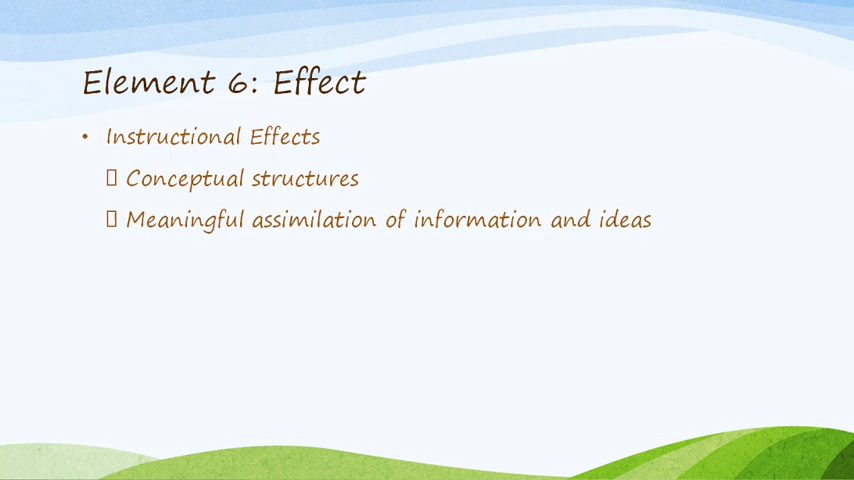 Element 6: Effect
• Instructional Effects
▯ Conceptual structures
▯ Meaningful assimilation of information and ideas